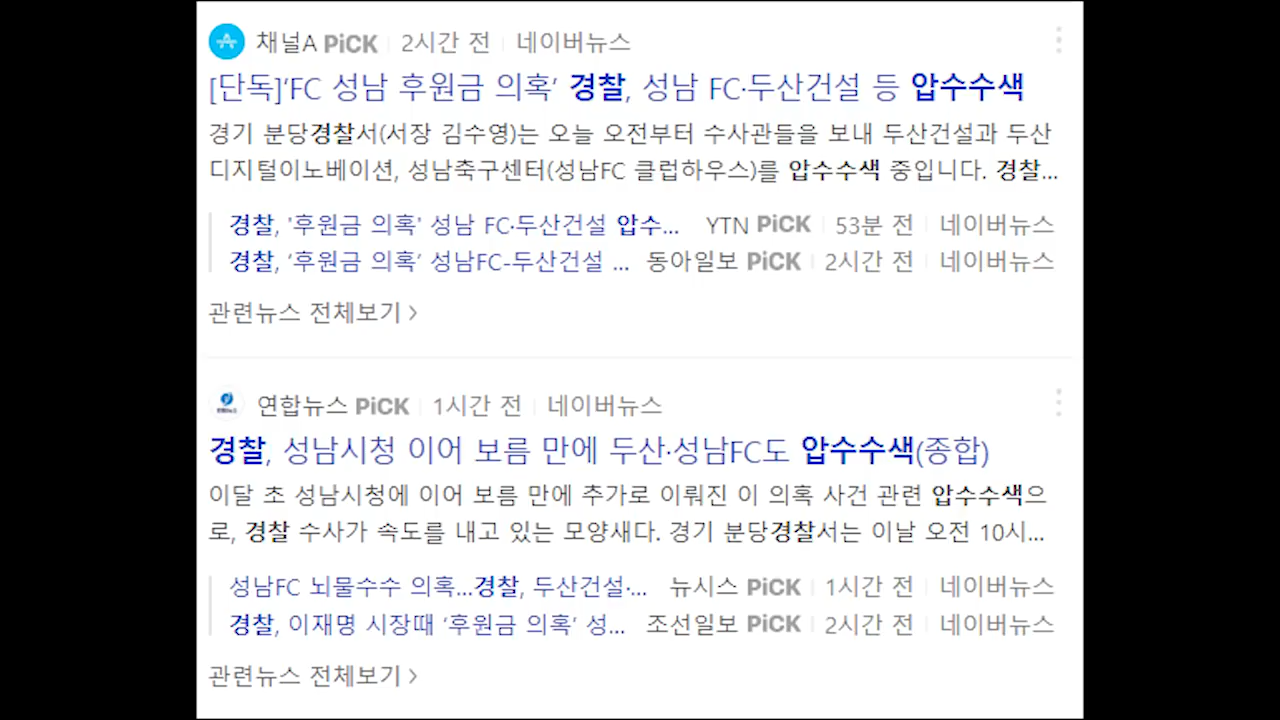 채널A PiCK 2시간 전 네이버뉴스
[단독]‘FC 성남 후원금 의혹’ 경찰, 성남 FC·두산건설 등 압수수색
경기 분당경찰서(서장 김수영)는 오늘 오전부터 수사관들을 보내 두산건설과 두산
디지털이노베이션, 성남축구센터(성남FC 클럽하우스)를 압수수색 중입니다. 경찰...
경찰, '후원금 의혹' 성남 FC·두산건설 압수... YTN PiCK 53분 전 네이버뉴스
경찰, ‘후원금 의혹’ 성남FC-두산건설 ... 동아일보 PiCK 2시간 전 네이버뉴스
관련뉴스 전체보기 >
연합뉴스 PiCK 1시간 전 네이버뉴스
경찰, 성남시청 이어 보름 만에 두산·성남FC도 압수수색(종합)
이달 초 성남시청에 이어 보름 만에 추가로 이뤄진 이 의혹 사건 관련 압수수색으
로, 경찰 수사가 속도를 내고 있는 모양새다. 경기 분당경찰서는 이날 오전 10시...
성남FC 뇌물수수 의혹...경찰, 두산건설·... 뉴시스 PiCK 1시간 전 네이버뉴스
경찰, 이재명 시장때 ‘후원금 의혹’ 성... 조선일보 PiCK 2시간 전 네이버뉴스
관련뉴스 전체보기 >